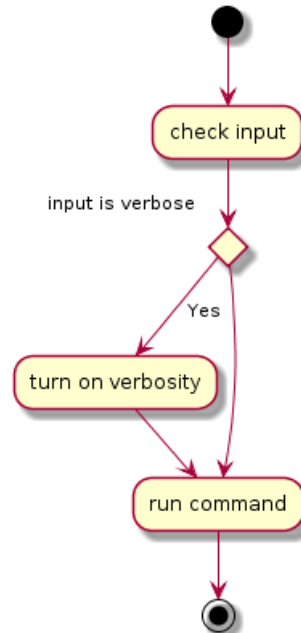 check input
input is verbose
Yes
turn on verbosity
run command